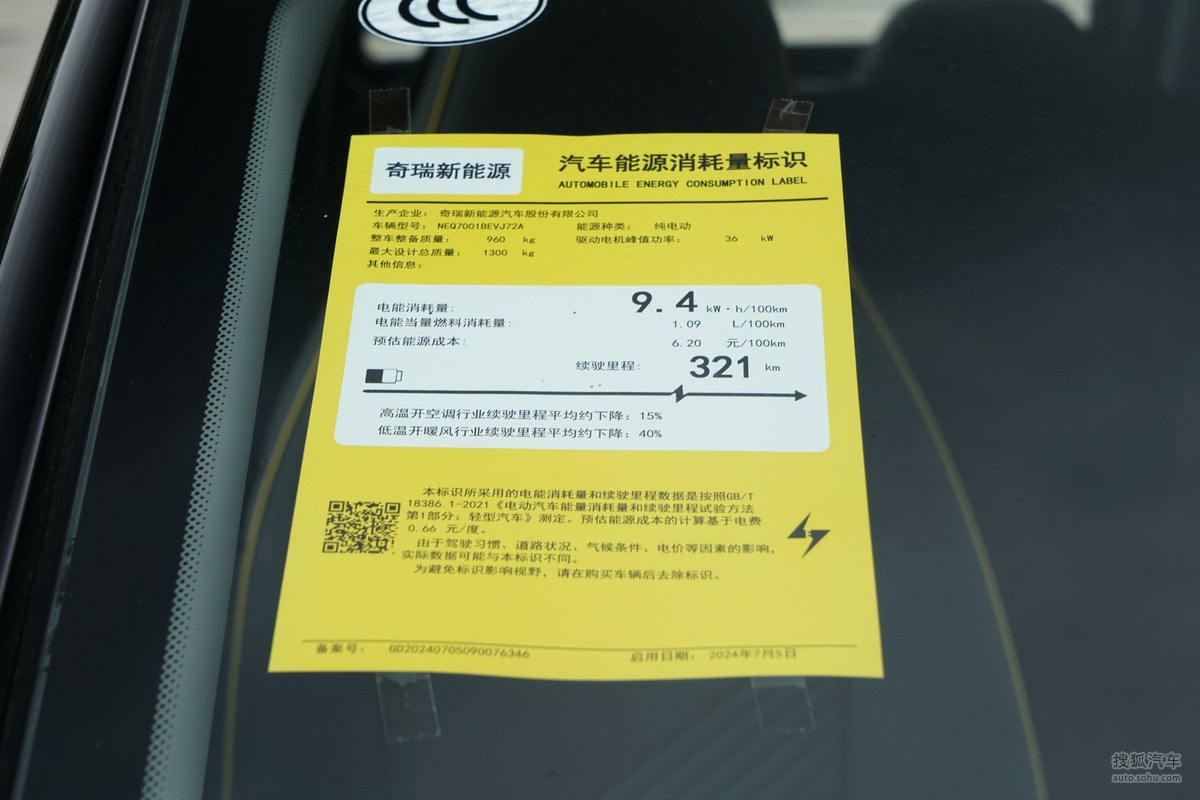 CCC
奇瑞新能源
汽车能源消耗量标识
AUTOMOBILE ENERGY CONSUMPTION LABEL
生产企业： 奇瑞新能源汽车股份有限公司
车辆型号： NEQ7001BEVJ72A 能源种类： 纯电动
整车整备质量： 960 kg 驱动电机峰值功率： 36 kW
最大设计总质量： 1300 kg
其他信息：
电能消耗量: 9.4 kW·h/100km
电能当量燃料消耗量: 1.09 L/100km
预估能源成本: 6.20 元/100km
续驶里程: 321 km
高温开空调行业续驶里程平均约下降: 15%
低温开暖风行业续驶里程平均约下降: 40%
本标识所采用的电能消耗量和续驶里程数据是按照GB/T
18386.1-2021《电动汽车能量消耗量和续驶里程试验方法
第1部分：轻型汽车》测定。预估能源成本的计算基于电费
0.66 元/度。
由于驾驶习惯、道路状况、气候条件、电价等因素的影响，
实际数据可能与本标识不同。
为避免标识影响视野，请在购买车辆后去除标识。
备案号： GD20240705090076346 启用日期： 2024年7月5日
搜狐汽车
auto.sohu.com